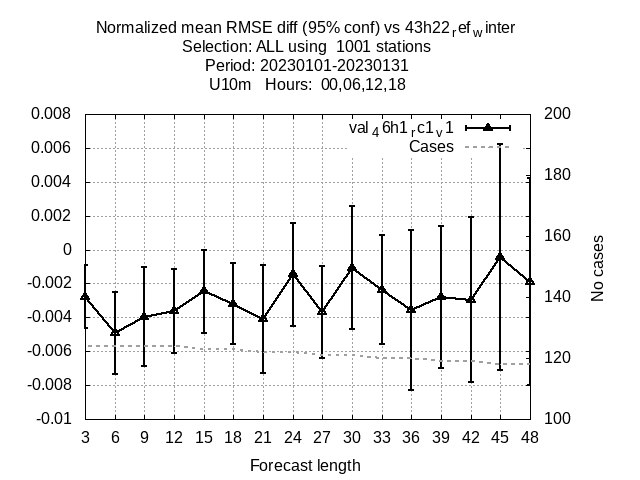 Normalized mean RMSE diff (95% conf) vs 43h22ref winter
Selection: ALL using 1001 stations
Period: 20230101-20230131
U10m Hours: 00,06,12,18
val46h1rc1v1
Cases
0.008
0.006
0.004
0.002
0
-0.002
-0.004
-0.006
-0.008
-0.01
200
180
160
140
120
100
No cases
3 6 9 12 15 18 21 24 27 30 33 36 39 42 45 48
Forecast length